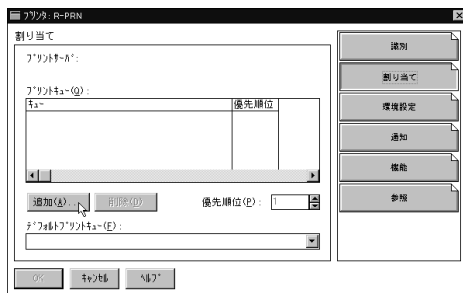 ﾌﾟﾘﾝﾀ: R-PRN
割り当て
ﾌﾟﾘﾝﾄｻｰﾊﾞ:
ﾌﾟﾘﾝﾄｷｭｰ(Q):
ｷｭｰ 優先順位
追加(A)... 削除(D) 優先順位(P): 1
ﾃﾞﾌｫﾙﾄﾌﾟﾘﾝﾄｷｭｰ(F):
OK ｷｬﾝｾﾙ ﾍﾙﾌﾟ
識別
割り当て
環境設定
通知
機能
参照